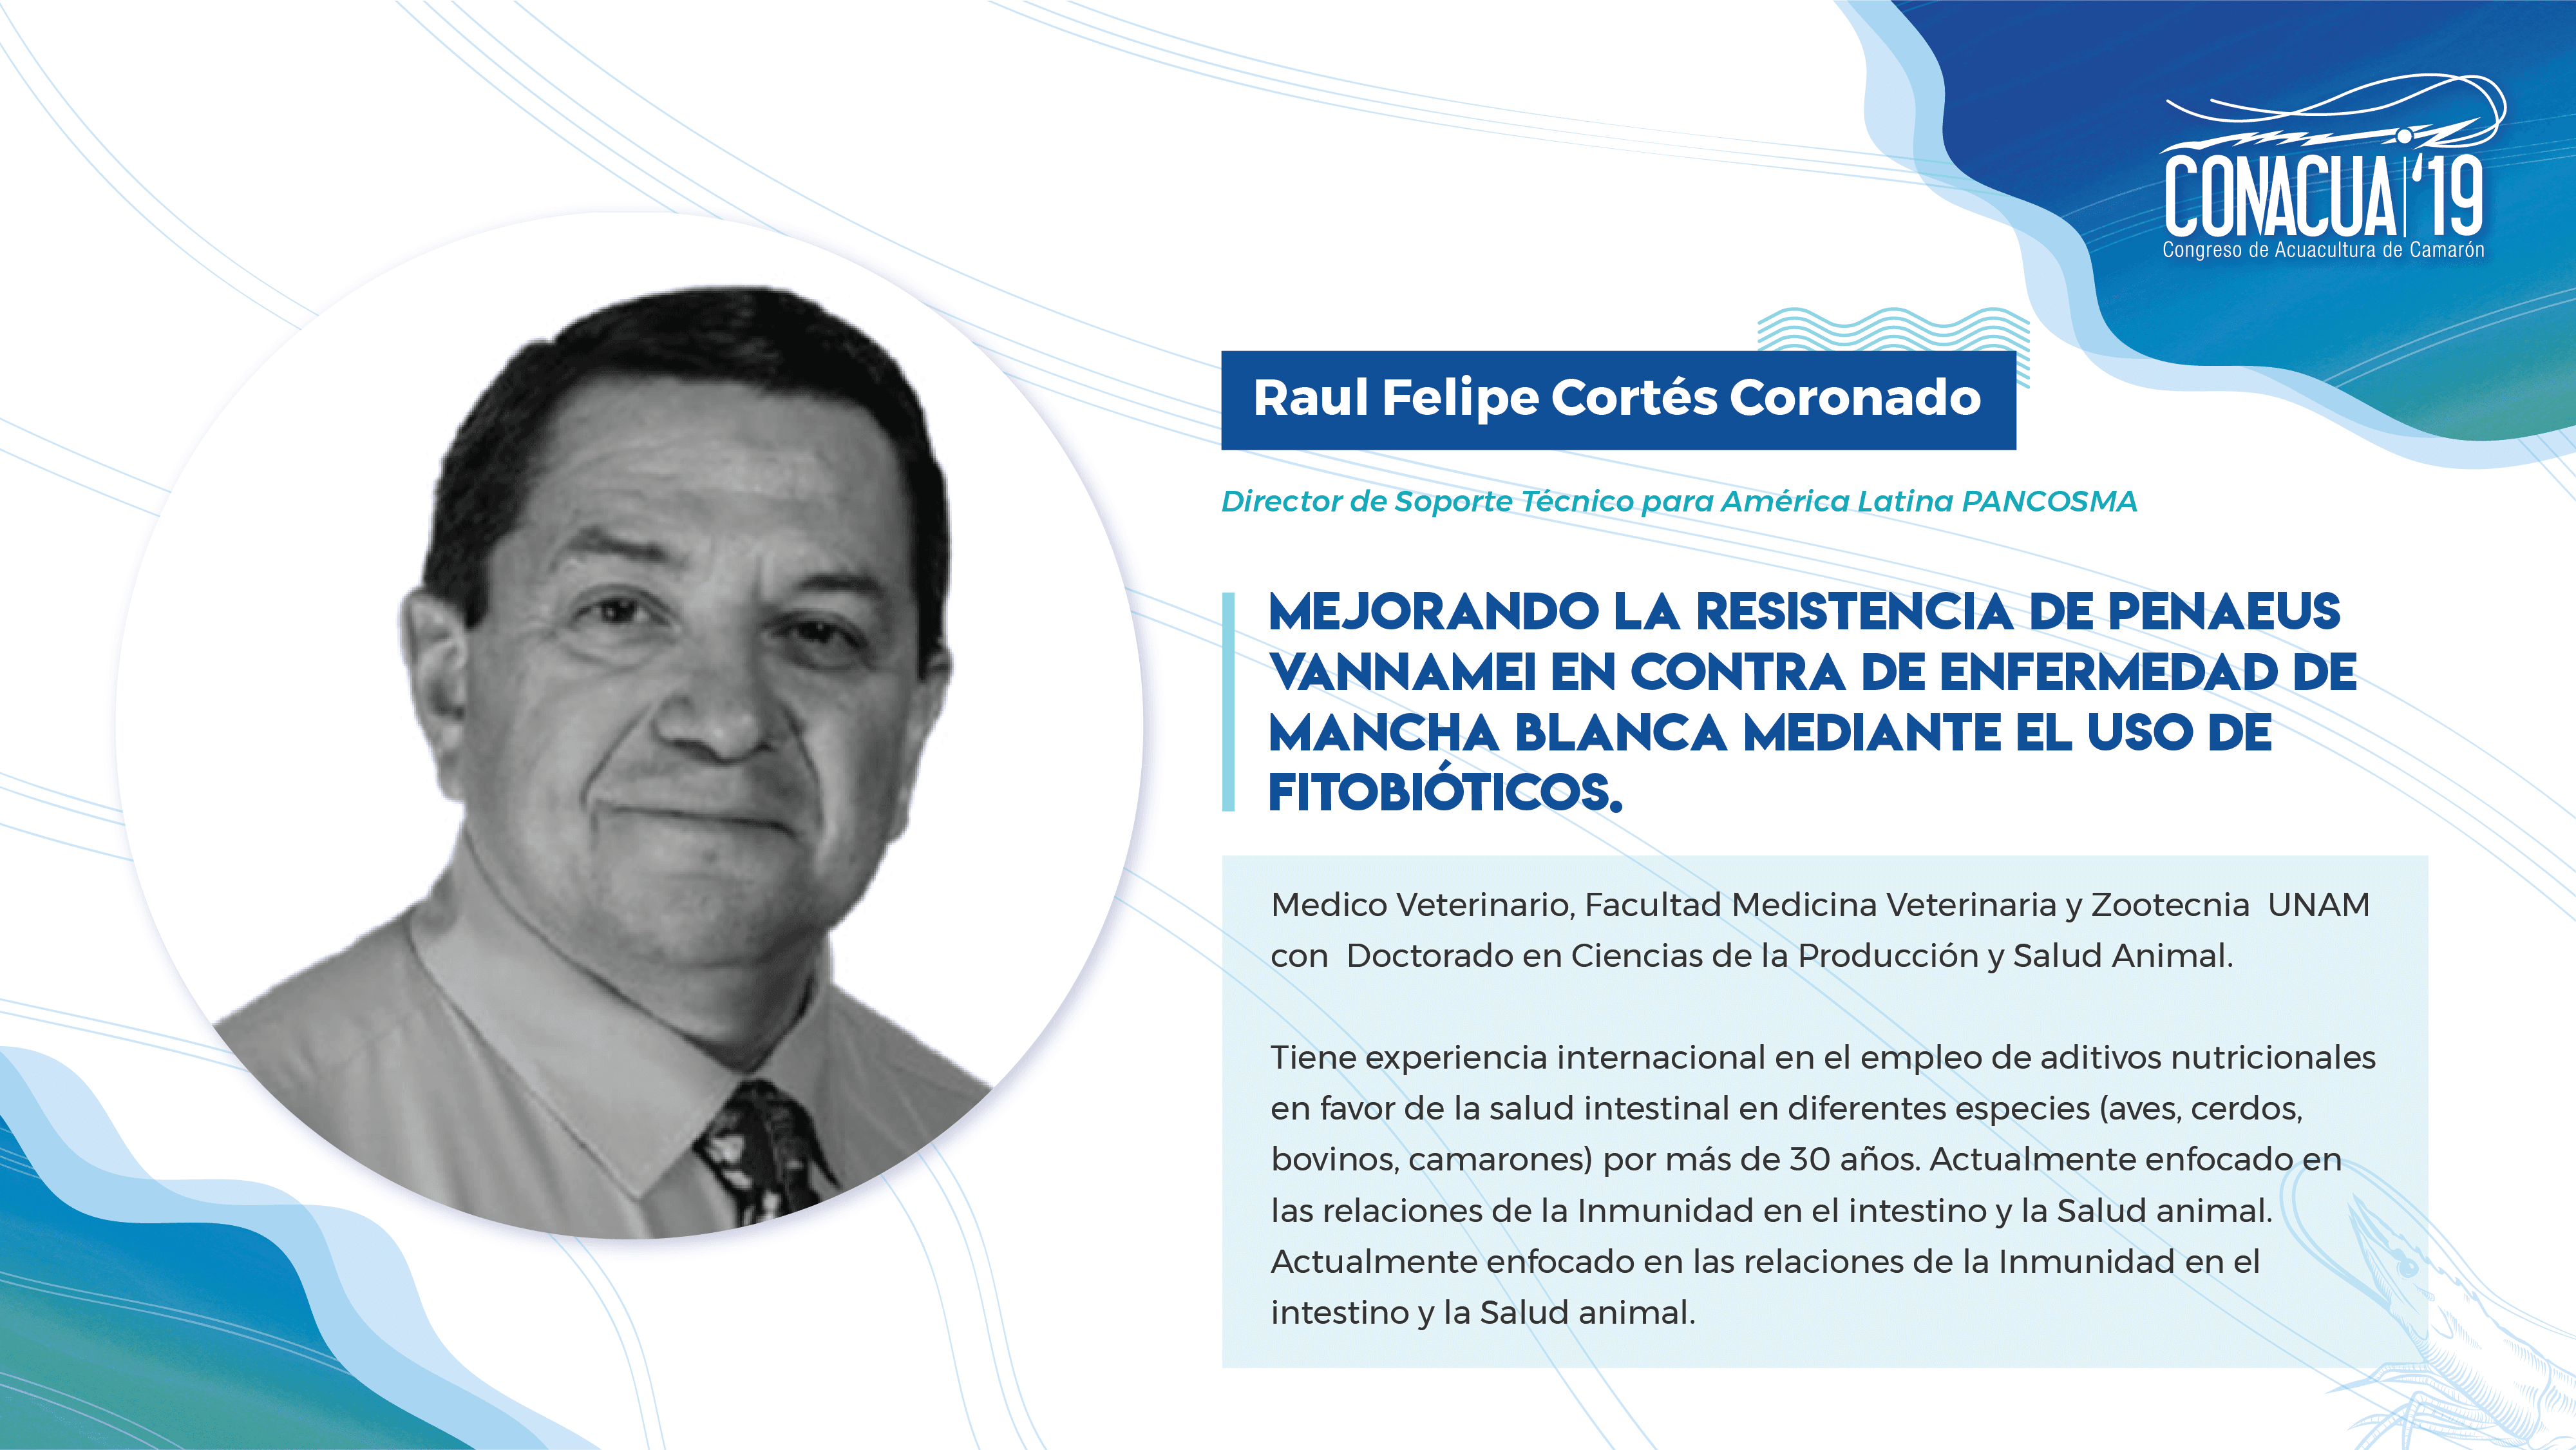 CONACUA '19
Congreso de Acuacultura de Camarón
Raul Felipe Cortés Coronado
Director de Soporte Técnico para América Latina PANCOSMA
MEJORANDO LA RESISTENCIA DE PENAEUS
VANNAMEI EN CONTRA DE ENFERMEDAD DE
MANCHA BLANCA MEDIANTE EL USO DE
FITOBIÓTICOS.
Medico Veterinario, Facultad Medicina Veterinaria y Zootecnia UNAM
con Doctorado en Ciencias de la Producción y Salud Animal.
Tiene experiencia internacional en el empleo de aditivos nutricionales
en favor de la salud intestinal en diferentes especies (aves, cerdos,
bovinos, camarones) por más de 30 años. Actualmente enfocado en
las relaciones de la Inmunidad en el intestino y la Salud animal.
Actualmente enfocado en las relaciones de la Inmunidad en el
intestino y la Salud animal.